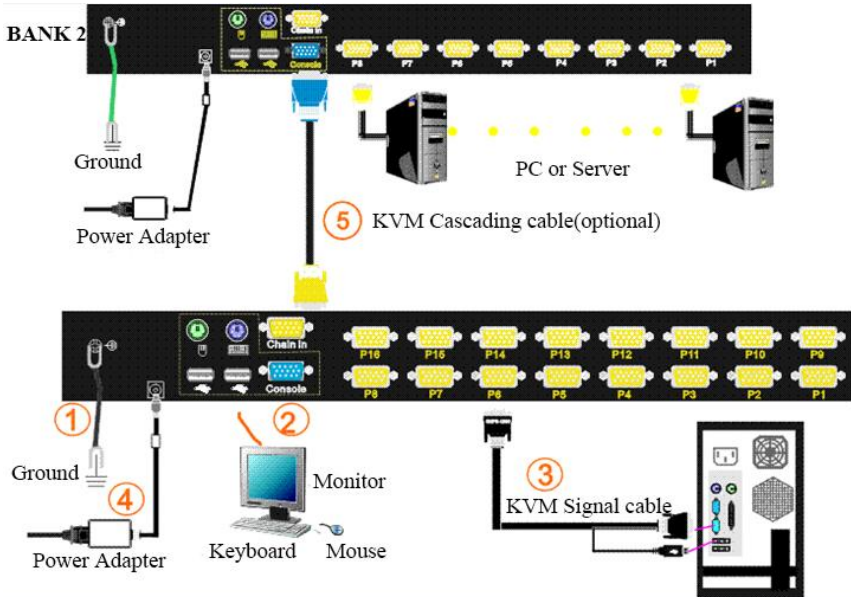 BANK 2
Chain In
Console
P8 P7 P6 P5 P4 P3 P2 P1
Ground
Power Adapter
PC or Server
⑤ KVM Cascading cable(optional)
Chain In
Console
P16 P15 P14 P13 P12 P11 P10 P9
P8 P7 P6 P5 P4 P3 P2 P1
①
Ground
④
Power Adapter
②
Monitor
Keyboard
Mouse
③
KVM Signal cable